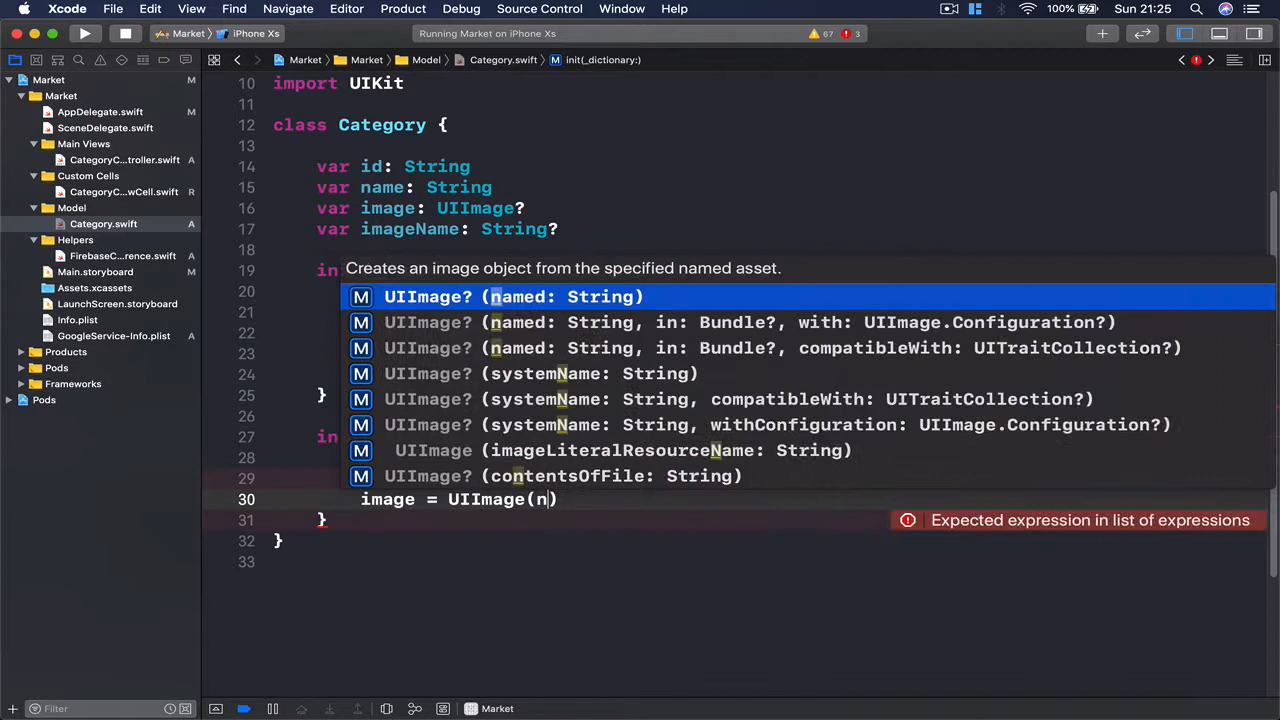 Xcode File Edit View Find Navigate Editor Product Debug Source Control Window Help 100% Sun 21:25
Market iPhone Xs Running Market on iPhone Xs 67 3
Market Market Model Category.swift init(_dictionary:)
Market M
Market
AppDelegate.swift M
SceneDelegate.swift
Main Views
CategoryC...troller.swift A
Custom Cells
CategoryC...wCell.swift R
Model
Category.swift A
Helpers
FirebaseC...rence.swift A
Main.storyboard M
Assets.xcassets
LaunchScreen.storyboard
Info.plist
GoogleService-Info.plist A
Products
Pods
Frameworks
Pods
10 import UIKit
11
12 class Category {
13
14 var id: String
15 var name: String
16 var image: UIImage?
17 var imageName: String?
18
19 in
Creates an image object from the specified named asset.
20 M UIImage? (named: String)
21 M UIImage? (named: String, in: Bundle?, with: UIImage.Configuration?)
22
23 M UIImage? (named: String, in: Bundle?, compatibleWith: UITraitCollection?)
24 M UIImage? (systemName: String)
25 } M UIImage? (systemName: String, compatibleWith: UITraitCollection?)
26 M UIImage? (systemName: String, withConfiguration: UIImage.Configuration?)
27 in
28 M UIImage (imageLiteralResourceName: String)
29 M UIImage? (contentsOfFile: String)
30 image = UIImage(n)
31 } Expected expression in list of expressions
32 }
33
Filter Market